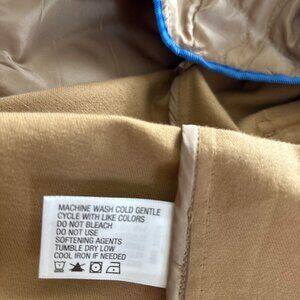 MACHINE WASH COLD GENTLE
CYCLE WITH LIKE COLORS
DO NOT BLEACH
DO NOT USE
SOFTENING AGENTS
TUMBLE DRY LOW
COOL IRON IF NEEDED